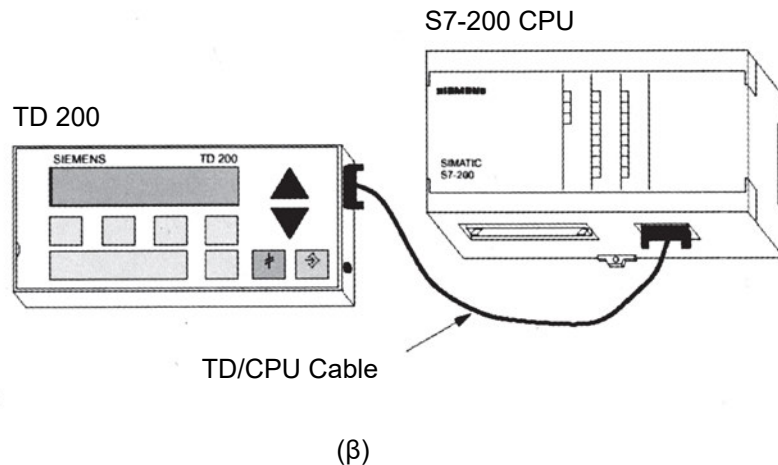 S7-200 CPU
TD 200
SIEMENS
SIEMENS TD 200
SIMATIC
S7-200
TD/CPU Cable
(β)